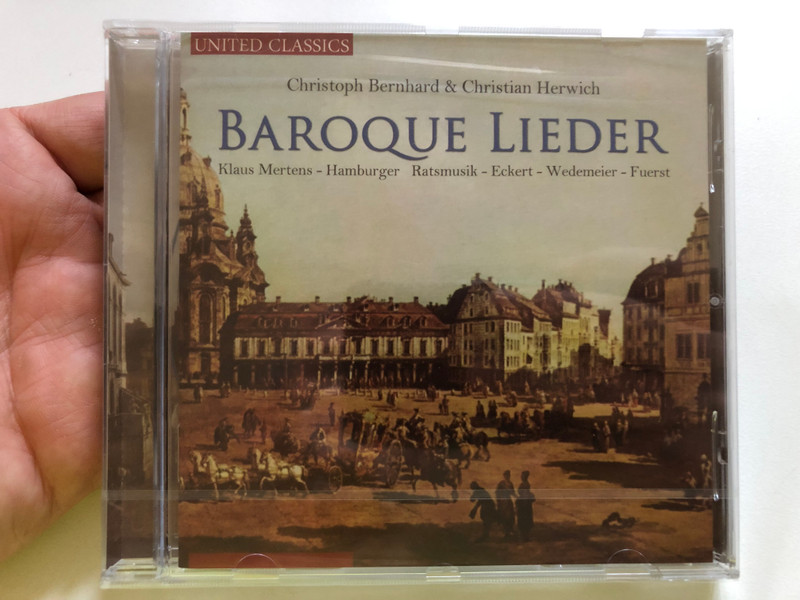 UNITED CLASSICS
Christoph Bernhard & Christian Herwich
BAROQUE LIEDER
Klaus Mertens - Hamburger Ratsmusik - Eckert - Wedemeier - Fuerst